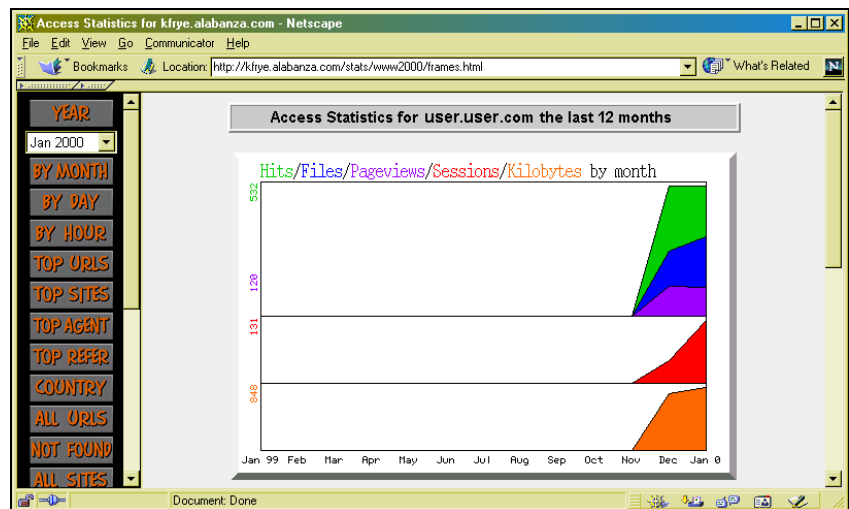 Access Statistics for kfrye.alabanza.com - Netscape
File Edit View Go Communicator Help
Bookmarks Location: http://kfrye.alabanza.com/stats/www2000/frames.html What's Related N
YEAR
Jan 2000
BY MONTH
BY DAY
BY HOUR
TOP URLS
TOP SITES
TOP AGENT
TOP REFER
COUNTRY
ALL URLS
NOT FOUND
ALL SITES
Access Statistics for user.user.com the last 12 months
Hits/Files/Pageviews/Sessions/Kilobytes by month
532
120
131
848
Jan 99 Feb Mar Apr May Jun Jul Aug Sep Oct Nov Dec Jan 0
Document: Done